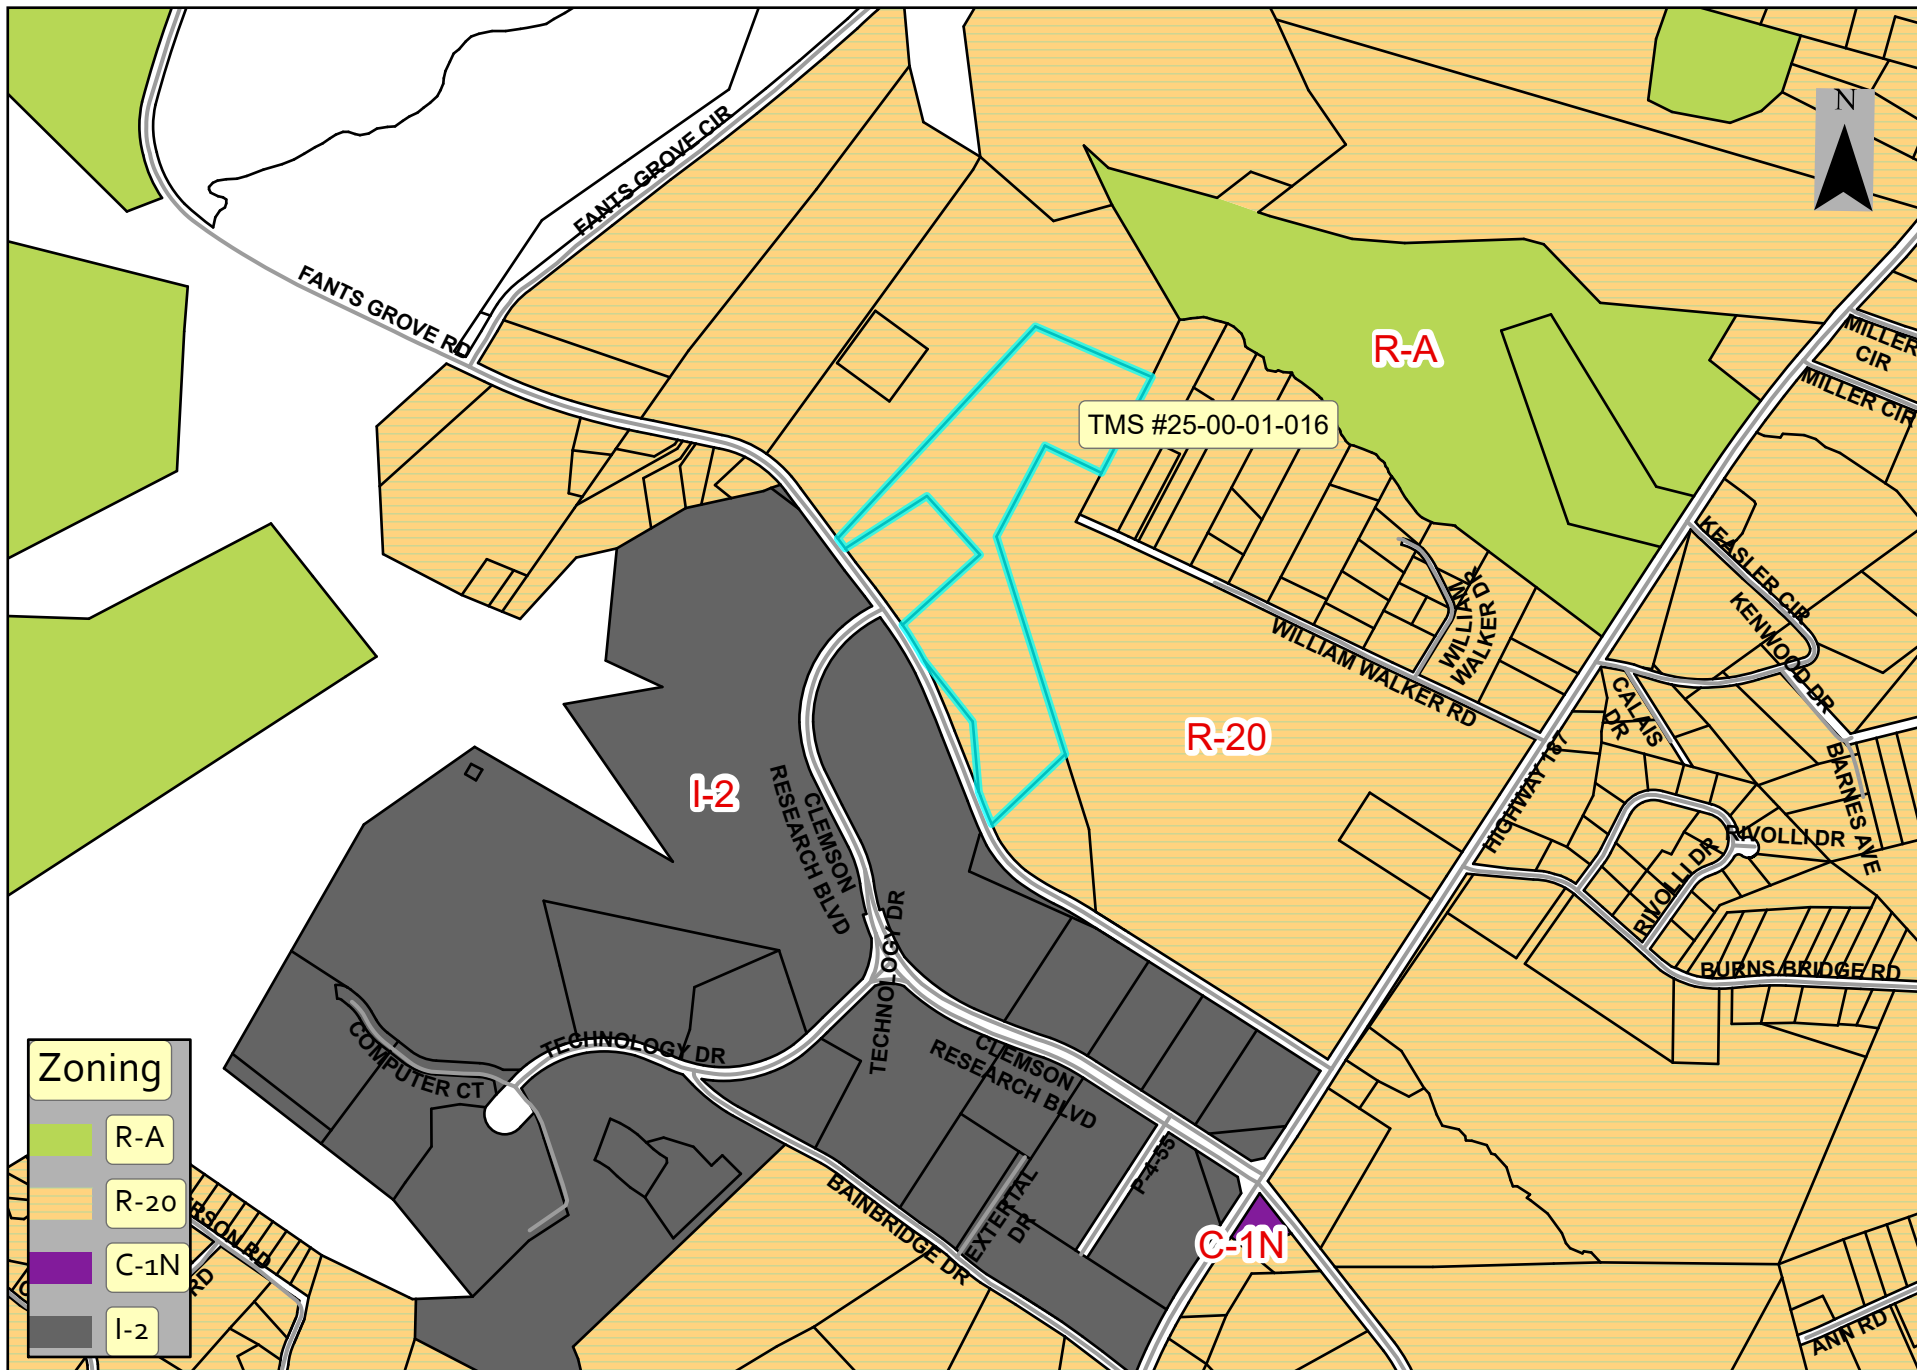 N
FANTS GROVE CIR
FANTS GROVE RD
R-A
MILLER
CIR
MILLER CIR
TMS #25-00-01-016
KEASLER CIR
KENWOOD DR
WILLIAM
WALKER DR
WILLIAM WALKER RD
CALAIS
DR
R-20
HIGHWAY 187
BARNES AVE
I-2
CLEMSON
RESEARCH BLVD
RIVOLLI DR
RIVOLLI DR
TECHNOLOGY DR
BURNS BRIDGE RD
COMPUTER CT
TECHNOLOGY DR
CLEMSON
RESEARCH BLVD
P-4-55
EXTERTAL
DR
BAINBRIDGE DR
C-1N
ANN RD
Zoning
R-A
R-20
C-1N
I-2
ERSON RD
RD